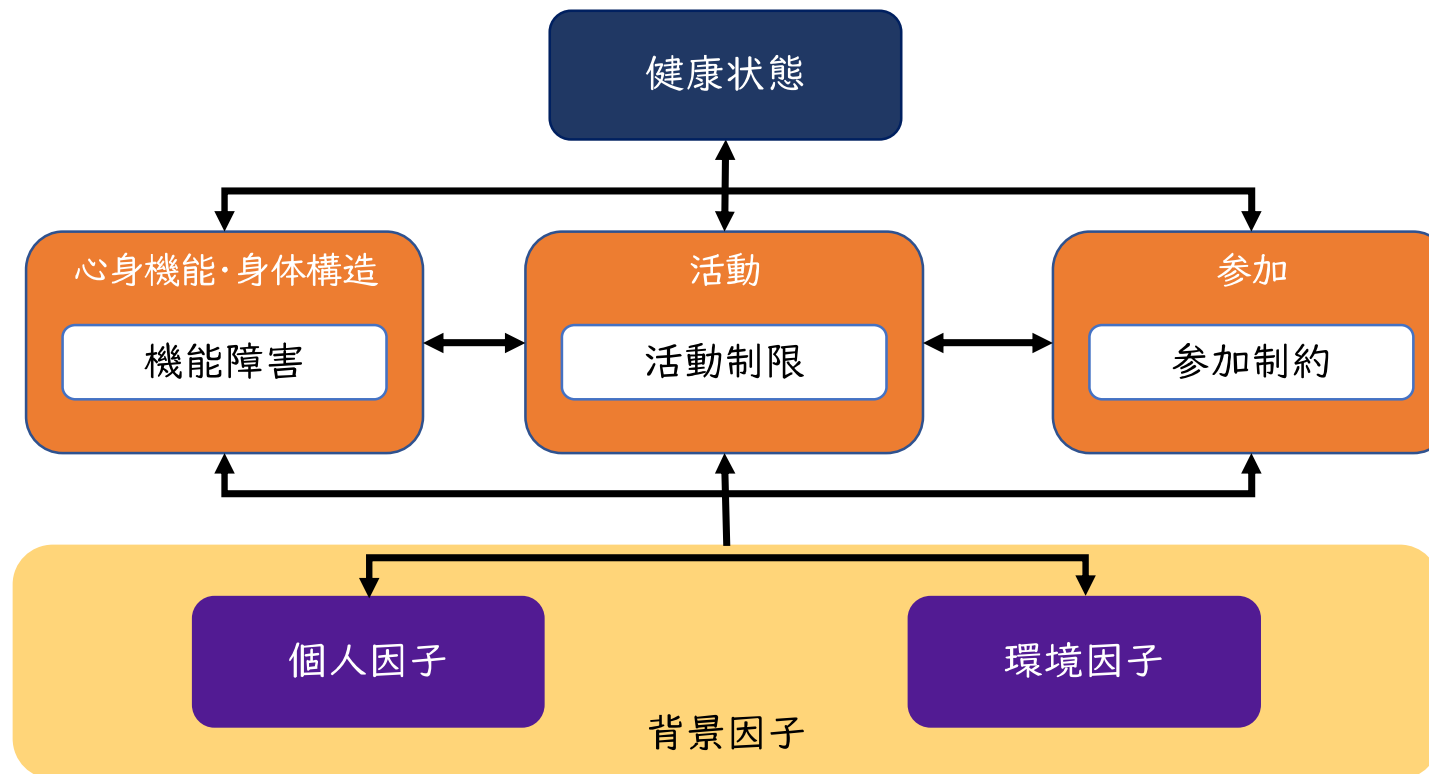 健康状態
心身機能･身体構造
活動
参加
機能障害
活動制限
参加制約
個人因子
環境因子
背景因子